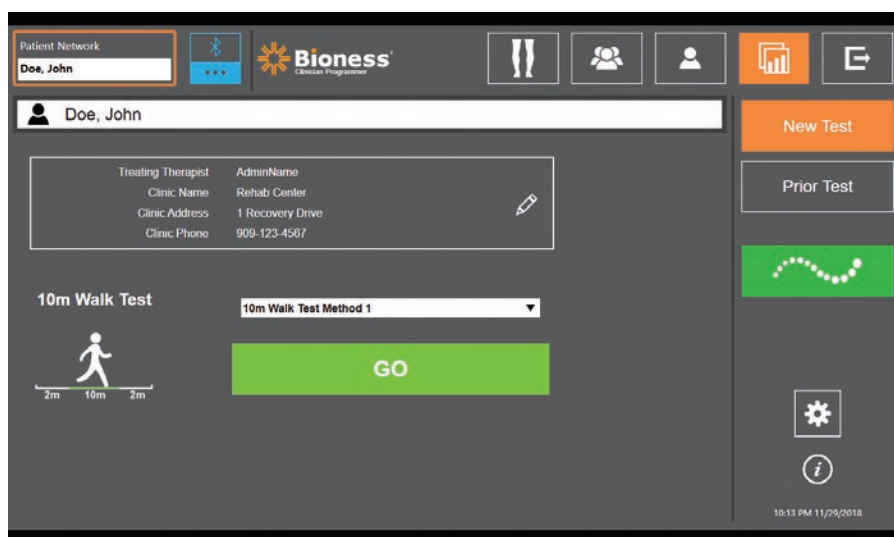 Patient Network
Doe, John
Bioness
Clinician Programmer
Doe, John
New Test
Prior Test
Treating Therapist AdminName
Clinic Name Rehab Center
Clinic Address 1 Recovery Drive
Clinic Phone 909-123-4567
10m Walk Test
10m Walk Test Method 1
GO
2m 10m 2m
i
10:13 PM 11/29/2018